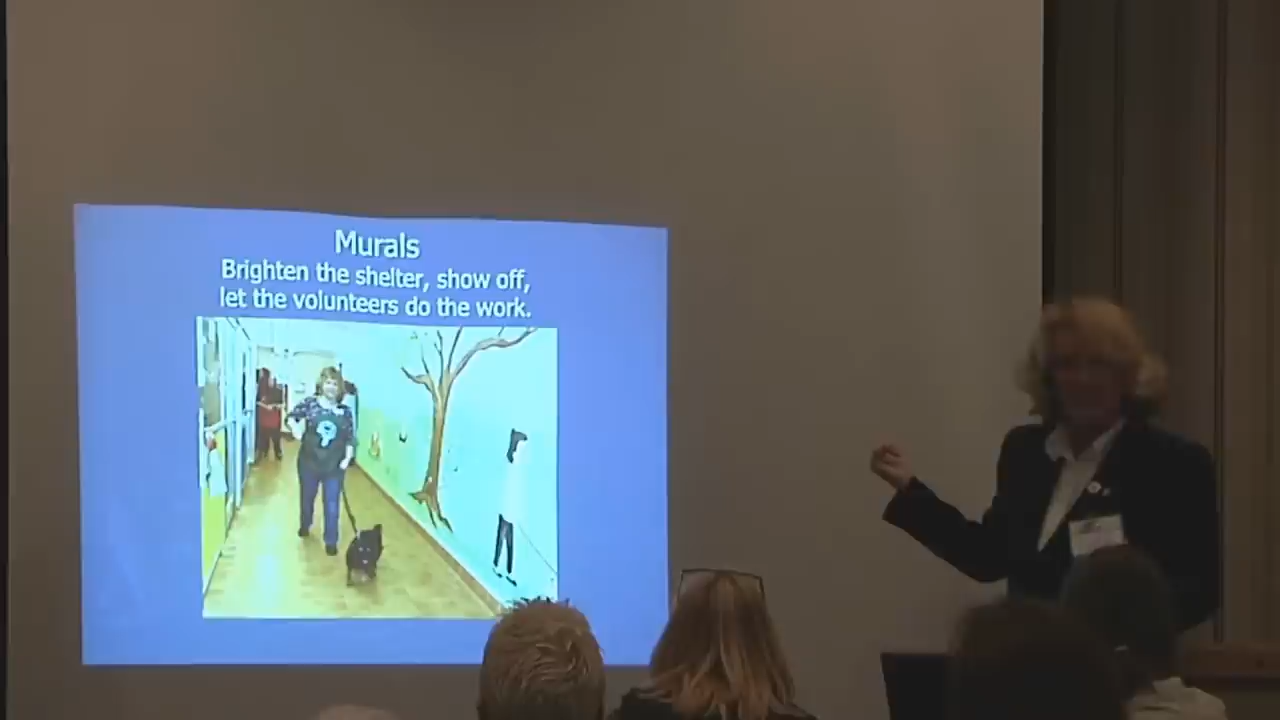 Murals
Brighten the shelter, show off,
let the volunteers do the work.